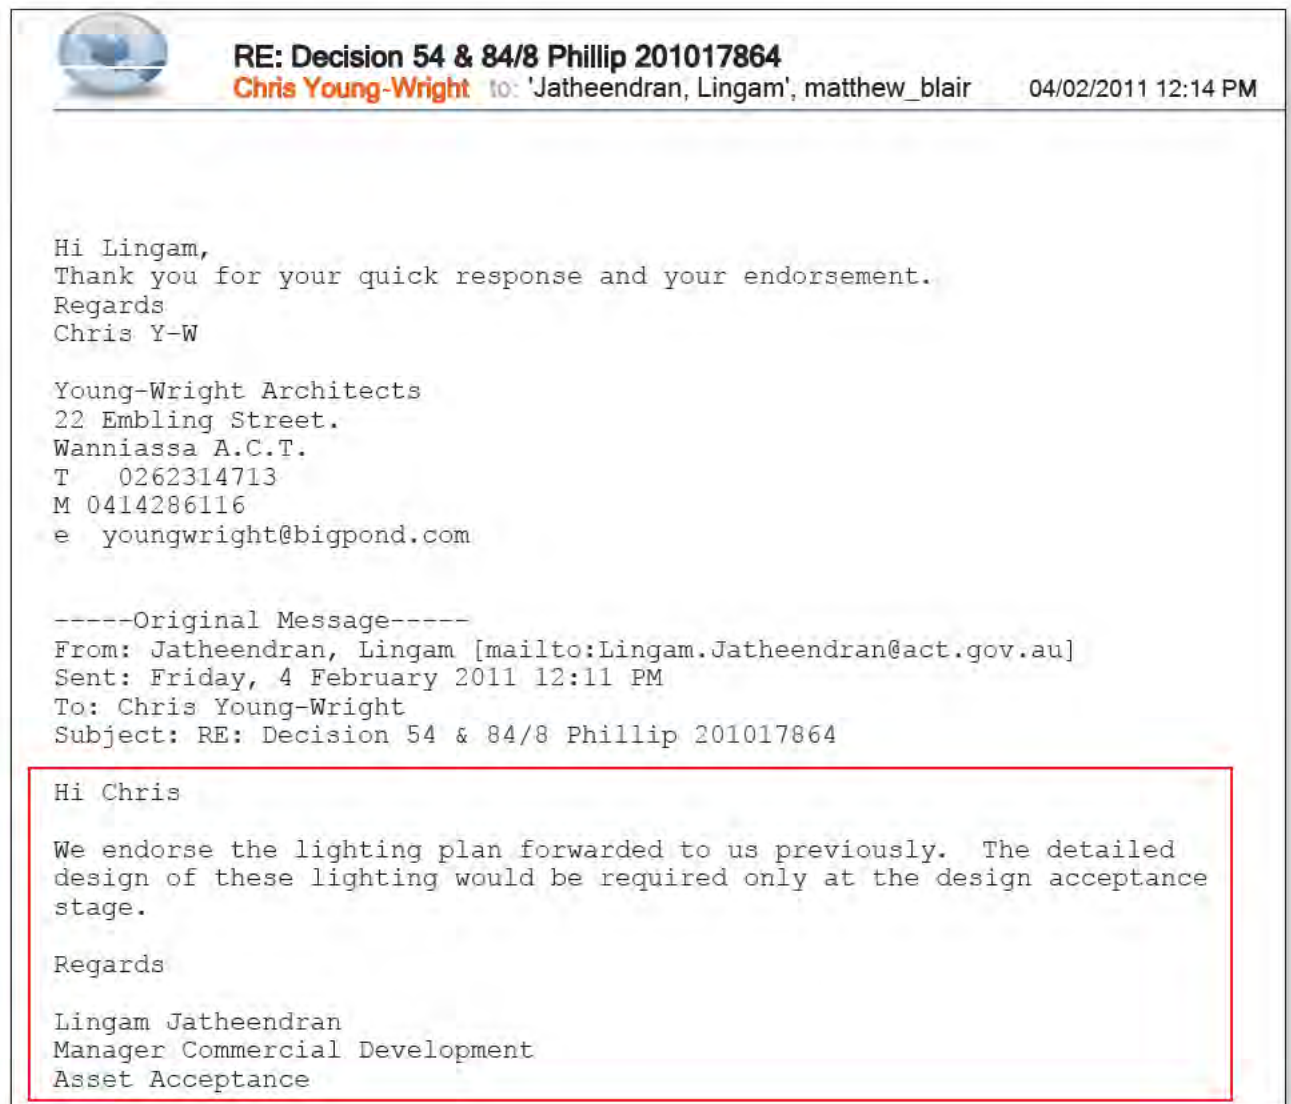 RE: Decision 54 & 84/8 Phillip 201017864
Chris Young-Wright to: 'Jatheendran, Lingam', matthew_blair 04/02/2011 12:14 PM
Hi Lingam,
Thank you for your quick response and your endorsement.
Regards
Chris Y-W
Young-Wright Architects
22 Embling Street.
Wanniassa A.C.T.
T 0262314713
M 0414286116
e youngwright@bigpond.com
-----Original Message-----
From: Jatheendran, Lingam [mailto:Lingam.Jatheendran@act.gov.au]
Sent: Friday, 4 February 2011 12:11 PM
To: Chris Young-Wright
Subject: RE: Decision 54 & 84/8 Phillip 201017864
Hi Chris
We endorse the lighting plan forwarded to us previously. The detailed
design of these lighting would be required only at the design acceptance
stage.
Regards
Lingam Jatheendran
Manager Commercial Development
Asset Acceptance